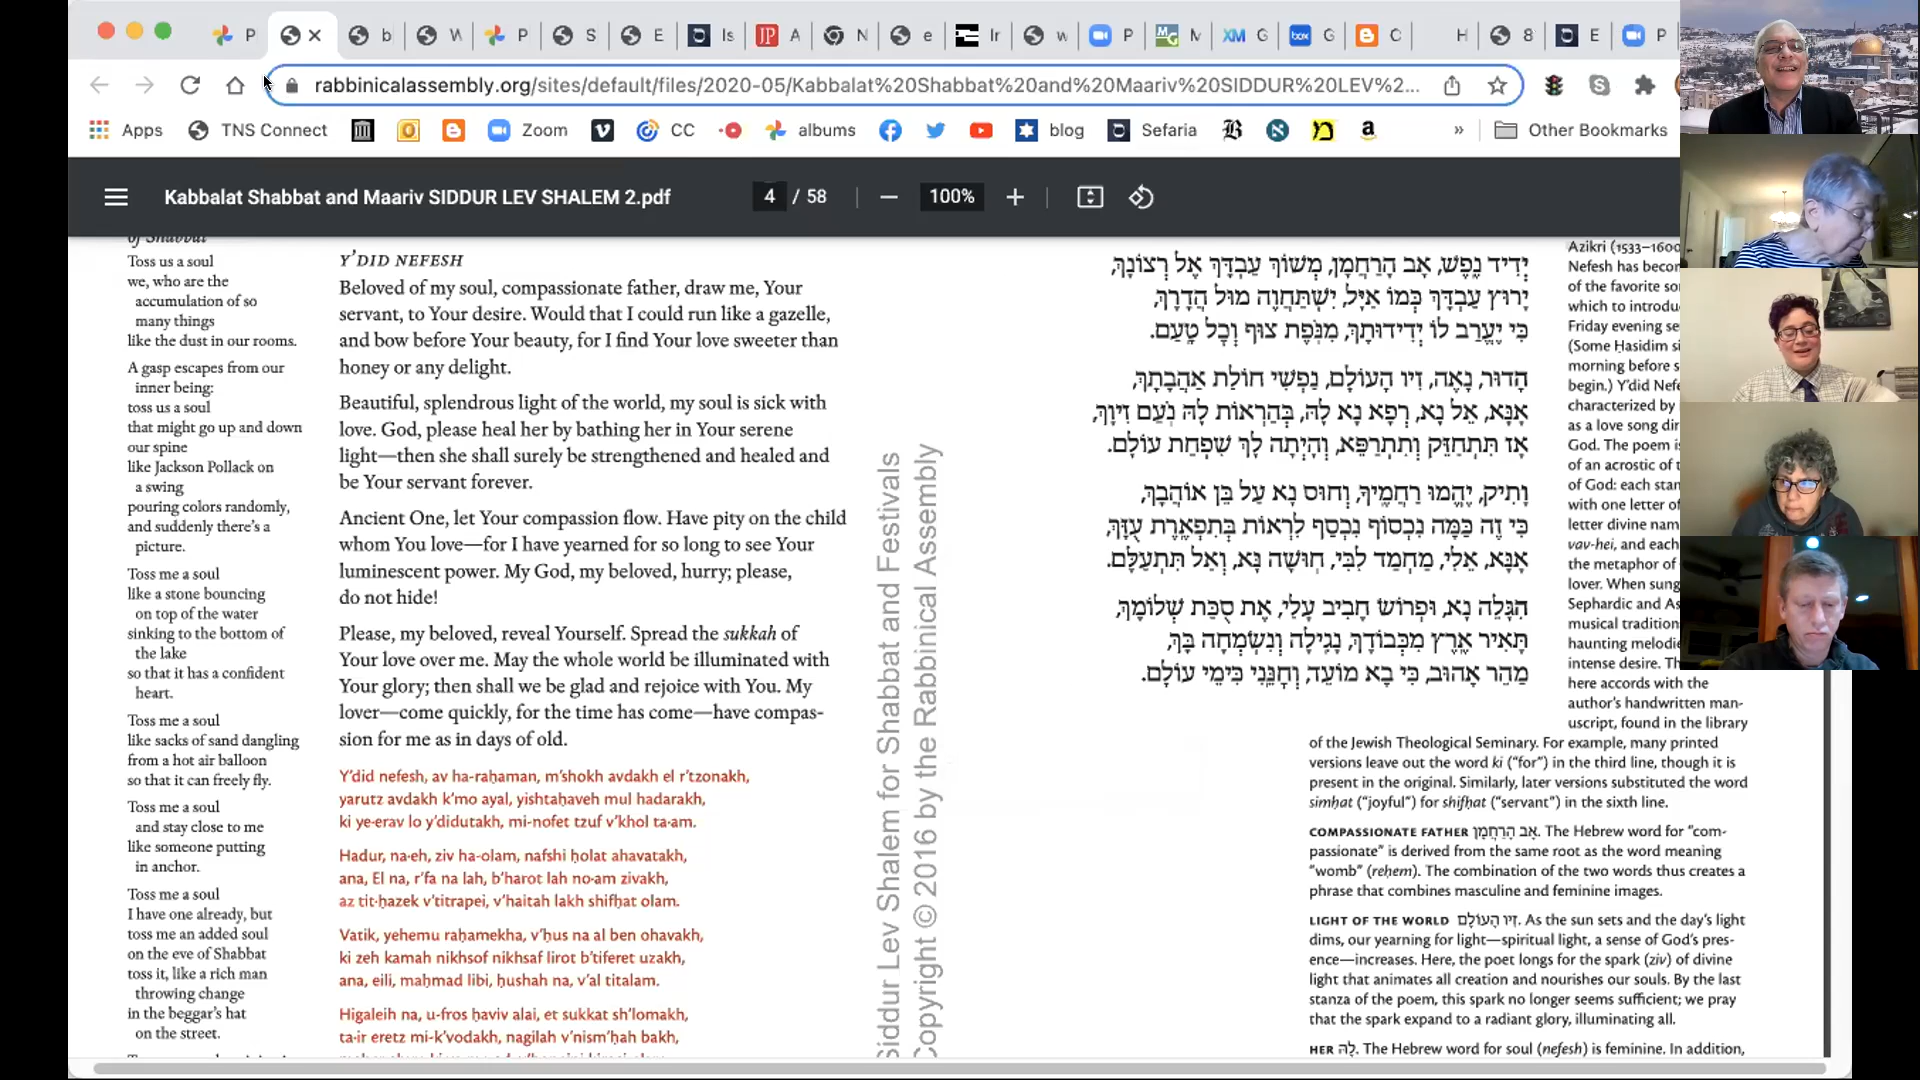 P
b
W
P
S
E
Is
A
N
e
Ir
w
P
M
G
G
C
H
8
E
P
rabbinicalassembly.org/sites/default/files/2020-05/Kabbalat%20Shabbat%20and%20Maariv%20SIDDUR%20LEV%2...
Apps
TNS Connect
Zoom
CC
albums
blog
Sefaria
»
Other Bookmarks
Kabbalat Shabbat and Maariv SIDDUR LEV SHALEM 2.pdf
4 / 58
100%
of Shabbat
Toss us a soul
we, who are the
accumulation of so
many things
like the dust in our rooms.
A gasp escapes from our
inner being:
toss us a soul
that might go up and down
our spine
like Jackson Pollack on
a swing
pouring colors randomly,
and suddenly there's a
picture.
Toss me a soul
like a stone bouncing
on top of the water
sinking to the bottom of
the lake
so that it has a confident
heart.
Toss me a soul
like sacks of sand dangling
from a hot air balloon
so that it can freely fly.
Toss me a soul
and stay close to me
like someone putting
in anchor.
Toss me a soul
I have one already, but
toss me an added soul
on the eve of Shabbat
toss it, like a rich man
throwing change
in the beggar's hat
on the street.
Y'DID NEFESH
Beloved of my soul, compassionate father, draw me, Your
servant, to Your desire. Would that I could run like a gazelle,
and bow before Your beauty, for I find Your love sweeter than
honey or any delight.
Beautiful, splendrous light of the world, my soul is sick with
love. God, please heal her by bathing her in Your serene
light—then she shall surely be strengthened and healed and
be Your servant forever.
Ancient One, let Your compassion flow. Have pity on the child
whom You love—for I have yearned for so long to see Your
luminescent power. My God, my beloved, hurry; please,
do not hide!
Please, my beloved, reveal Yourself. Spread the sukkah of
Your love over me. May the whole world be illuminated with
Your glory; then shall we be glad and rejoice with You. My
lover—come quickly, for the time has come—have compas-
sion for me as in days of old.
Y'did nefesh, av ha-raḥaman, m'shokh avdakh el r'tzonakh,
yarutz avdakh k'mo ayal, yishtaḥaveh mul hadarakh,
ki ye·erav lo y'didutakh, mi-nofet tzuf v'khol ta·am.
Hadur, na·eh, ziv ha-olam, nafshi ḥolat ahavatakh,
ana, El na, r'fa na lah, b'harot lah no·am zivakh,
az tit·ḥazek v'titrapei, v'haitah lakh shifḥat olam.
Vatik, yehemu raḥamekha, v'ḥus na al ben ohavakh,
ki zeh kamah nikhsof nikhsaf lirot b'tiferet uzakh,
ana, eili, maḥmad libi, ḥushah na, v'al titalam.
Higaleih na, u-fros ḥaviv alai, et sukkat sh'lomakh,
ta·ir eretz mi-k'vodakh, nagilah v'nism'ḥah bakh,
Siddur Lev Shalem for Shabbat and Festivals
Copyright © 2016 by the Rabbinical Assembly
יְדִיד נֶפֶשׁ, אָב הָרַחֲמָן, מְשׁוֹךְ עַבְדָּךְ אֶל רְצוֹנָךְ,
יָרוּץ עַבְדָּךְ כְּמוֹ אַיָּל, יִשְׁתַּחֲוֶה מוּל הֲדָרָךְ,
כִּי יֶעֱרַב לוֹ יְדִידוּתָךְ, מִנֹּפֶת צוּף וְכָל טָעַם.
הָדוּר, נָאֶה, זִיו הָעוֹלָם, נַפְשִׁי חוֹלַת אַהֲבָתָךְ,
אָנָּא, אֵל נָא, רְפָא נָא לָהּ, בְּהַרְאוֹת לָהּ נֹעַם זִיוָךְ,
אָז תִּתְחַזֵּק וְתִתְרַפֵּא, וְהָיְתָה לָךְ שִׁפְחַת עוֹלָם.
וָתִיק, יֶהֱמוּ רַחֲמֶיךָ, וְחוּס נָא עַל בֵּן אוֹהֲבָךְ,
כִּי זֶה כַּמָּה נִכְסוֹף נִכְסַף לִרְאוֹת בְּתִפְאֶרֶת עֻזָּךְ,
אָנָּא, אֵלִי, מַחְמַד לִבִּי, חוּשָׁה נָּא, וְאַל תִּתְעַלָּם.
הִגָּלֵה נָא, וּפְרוֹשׂ חָבִיב עָלַי, אֶת סֻכַּת שְׁלוֹמָךְ,
תָּאִיר אֶרֶץ מִכְּבוֹדָךְ, נָגִילָה וְנִשְׂמְחָה בָּךְ,
מַהֵר אָהוּב, כִּי בָא מוֹעֵד, וְחָנֵּנִי כִּימֵי עוֹלָם.
Azikri (1533–1600
Nefesh has becor
of the favorite so
which to introdu
Friday evening se
(Some Ḥasidim si
morning before s
begin.) Y'did Nefe
characterized by
as a love song dir
God. The poem is
of an acrostic of t
of God: each stan
with one letter of
letter divine nam
vav-hei, and each
the metaphor of
lover. When sung
Sephardic and As
musical tradition
haunting melodie
intense desire. Th
here accords with the
author's handwritten man-
uscript, found in the library
of the Jewish Theological Seminary. For example, many printed
versions leave out the word ki ("for") in the third line, though it is
present in the original. Similarly, later versions substituted the word
simḥat ("joyful") for shifḥat ("servant") in the sixth line.
COMPASSIONATE FATHER אָב הָרַחֲמָן. The Hebrew word for "com-
passionate" is derived from the same root as the word meaning
"womb" (reḥem). The combination of the two words thus creates a
phrase that combines masculine and feminine images.
LIGHT OF THE WORLD זִיו הָעוֹלָם. As the sun sets and the day's light
dims, our yearning for light—spiritual light, a sense of God's pres-
ence—increases. Here, the poet longs for the spark (ziv) of divine
light that animates all creation and nourishes our souls. By the last
stanza of the poem, this spark no longer seems sufficient; we pray
that the spark expand to a radiant glory, illuminating all.
HER לָהּ. The Hebrew word for soul (nefesh) is feminine. In addition,